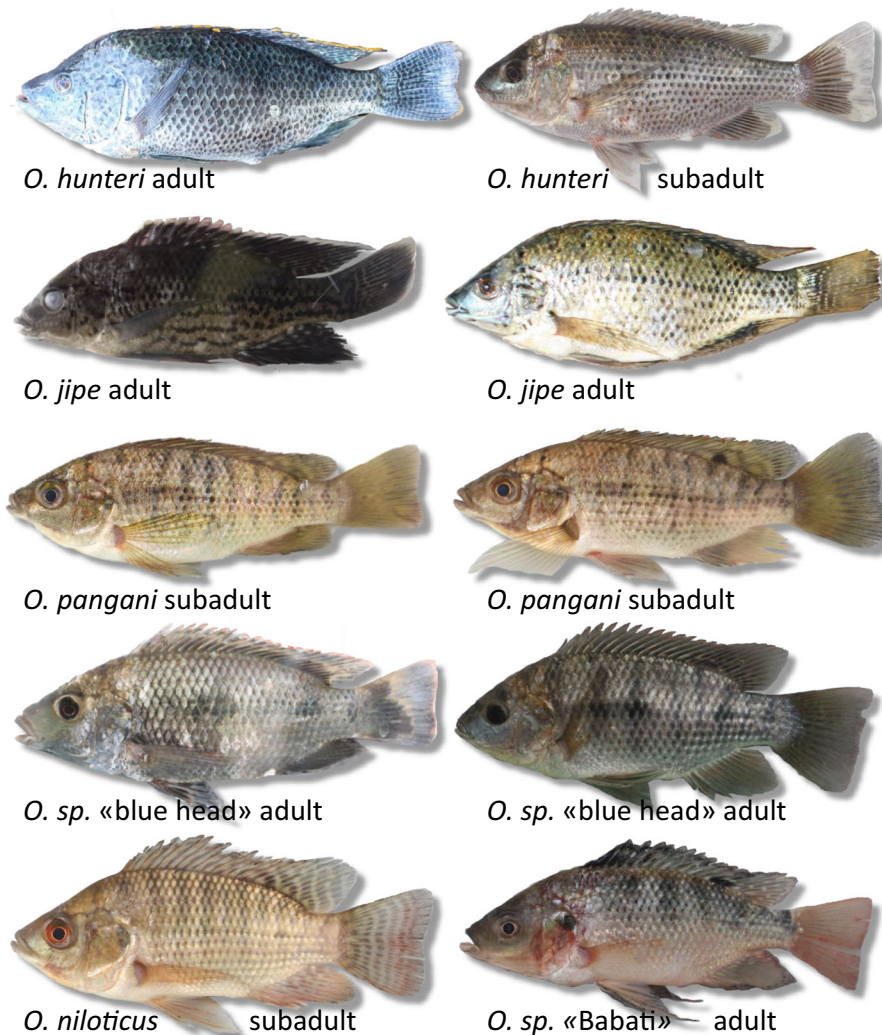 O. hunteri adult
O. hunteri subadult
O. jipe adult
O. jipe adult
O. pangani subadult
O. pangani subadult
O. sp. «blue head» adult
O. sp. «blue head» adult
O. niloticus subadult
O. sp. «Babati» adult